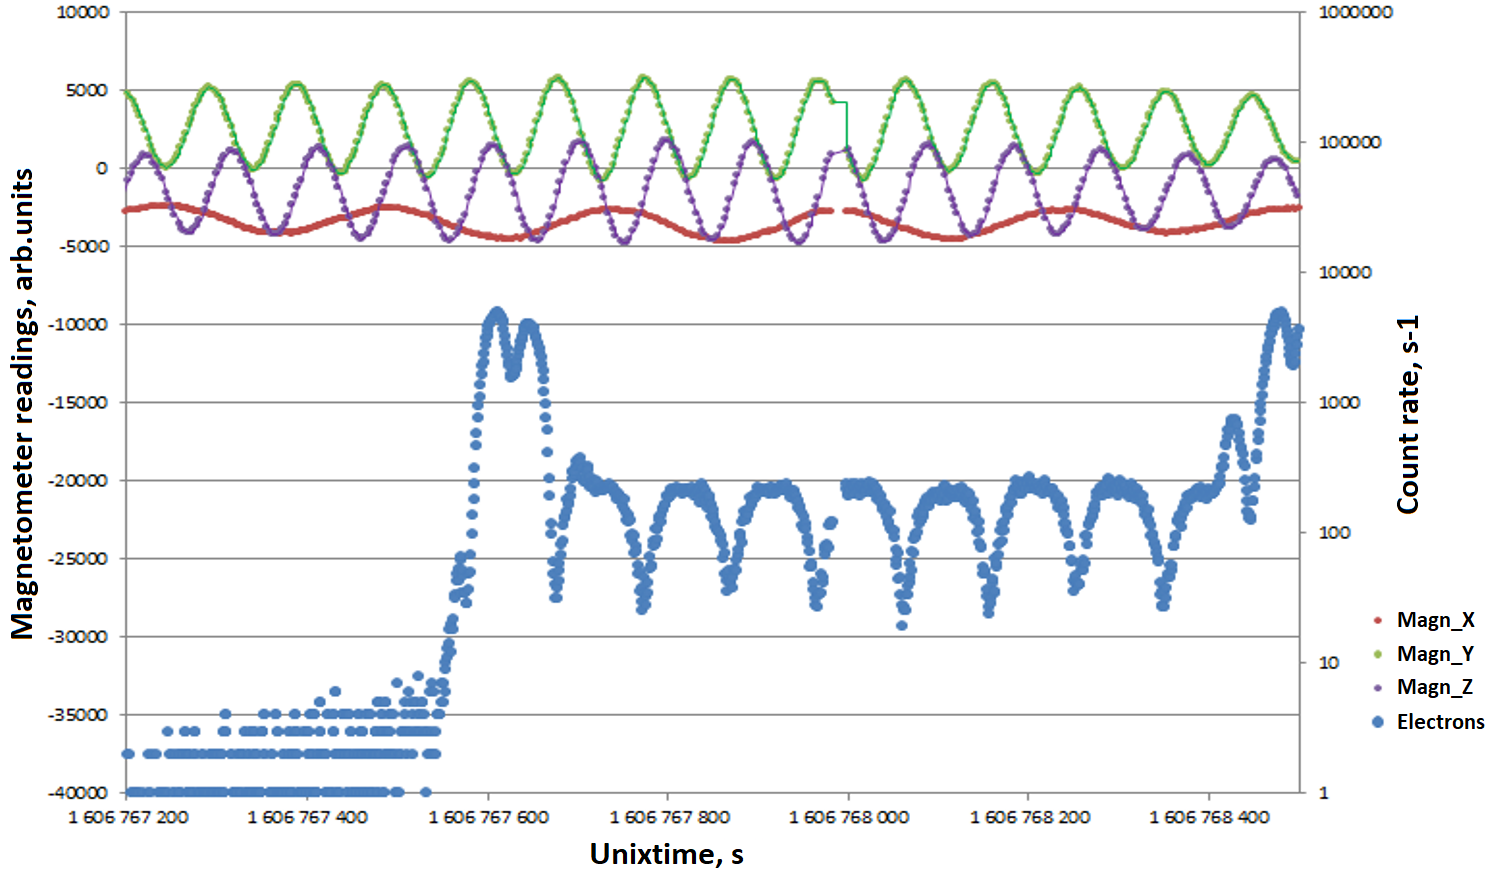 10000
5000
0
-5000
-10000
-15000
-20000
-25000
-30000
-35000
-40000
Magnetometer readings, arb.units
1000000
100000
10000
1000
100
10
1
Count rate, s-1
1 606 767 200
1 606 767 400
1 606 767 600
1 606 767 800
1 606 768 000
1 606 768 200
1 606 768 400
Unixtime, s
Magn_X
Magn_Y
Magn_Z
Electrons